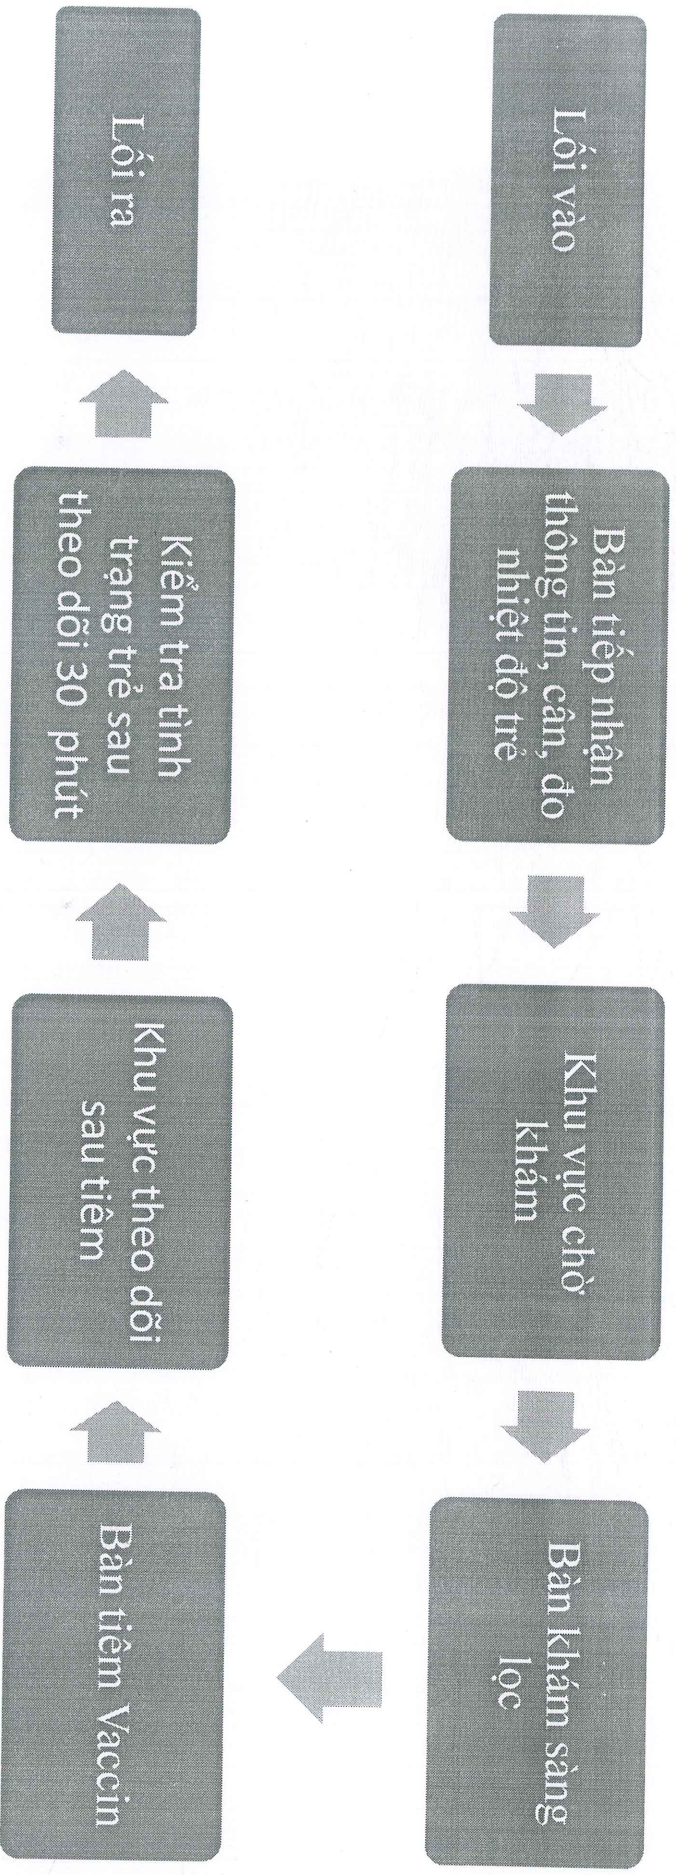 Lối vào
Bàn tiếp nhận
thông tin, cân, đo
nhiệt độ trẻ
Khu vực chờ
khám
Bàn khám sàng
lọc
Bàn tiêm Vaccin
Khu vực theo dõi
sau tiêm
Kiểm tra tình
trạng trẻ sau
theo dõi 30 phút
Lối ra